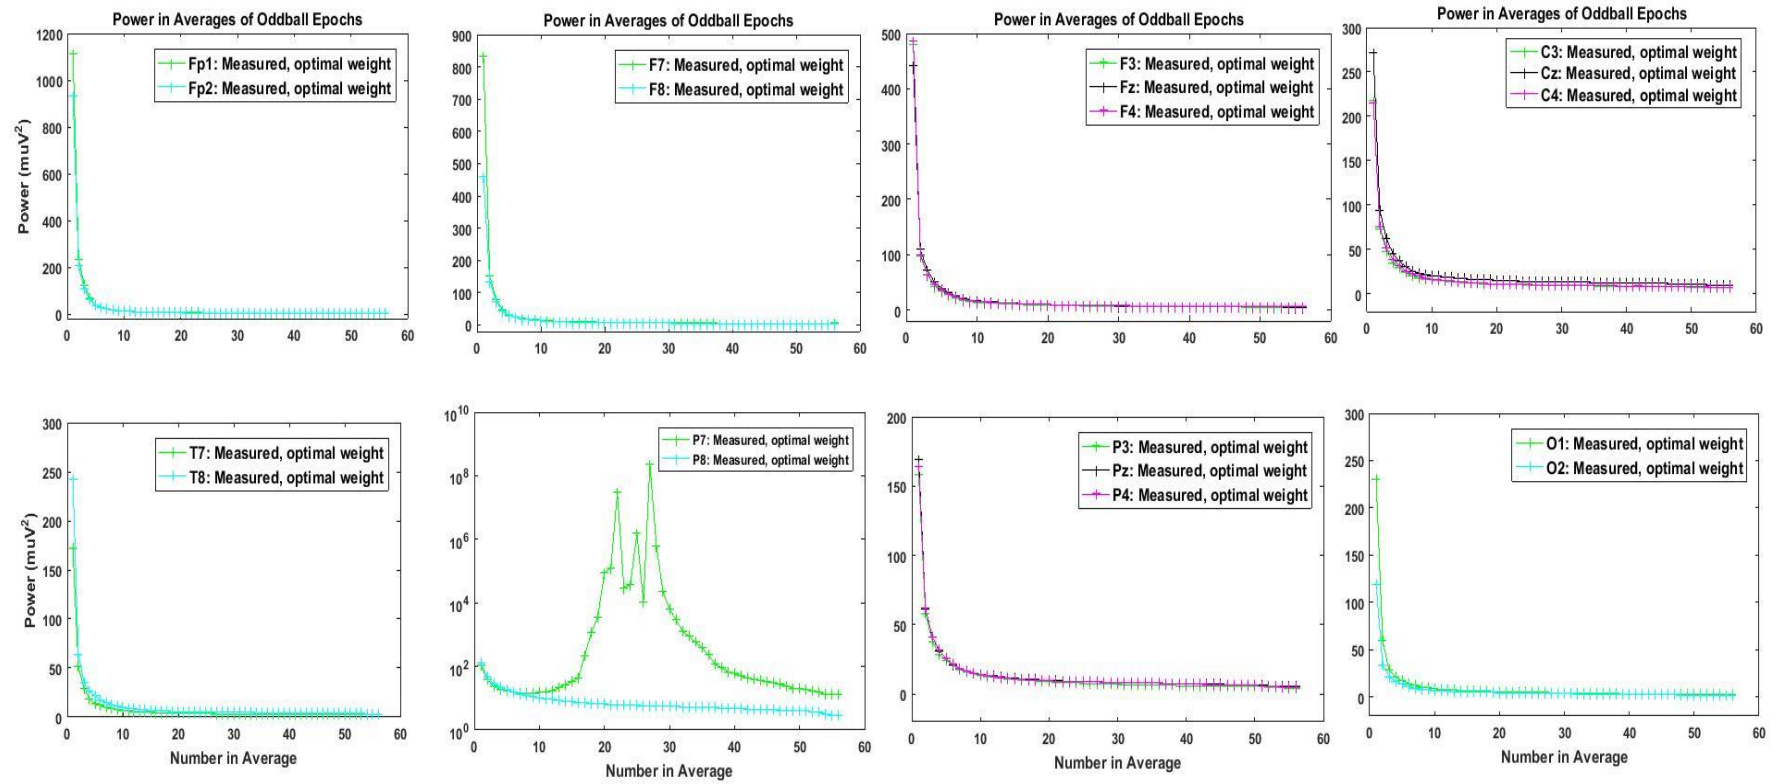 Power in Averages of Oddball Epochs
Power (muV²)
1200
1000
800
600
400
200
0
Fp1: Measured, optimal weight
Fp2: Measured, optimal weight
0 10 20 30 40 50 60
Power in Averages of Oddball Epochs
900
800
700
600
500
400
300
200
100
0
F7: Measured, optimal weight
F8: Measured, optimal weight
0 10 20 30 40 50 60
Power in Averages of Oddball Epochs
500
400
300
200
100
0
F3: Measured, optimal weight
Fz: Measured, optimal weight
F4: Measured, optimal weight
0 10 20 30 40 50 60
Power in Averages of Oddball Epochs
300
250
200
150
100
50
0
C3: Measured, optimal weight
Cz: Measured, optimal weight
C4: Measured, optimal weight
0 10 20 30 40 50 60
Power (muV²)
300
250
200
150
100
50
0
T7: Measured, optimal weight
T8: Measured, optimal weight
0 10 20 30 40 50 60
Number in Average
10¹⁰
10⁸
10⁶
10⁴
10²
10⁰
P7: Measured, optimal weight
P8: Measured, optimal weight
0 10 20 30 40 50 60
Number in Average
200
150
100
50
0
P3: Measured, optimal weight
Pz: Measured, optimal weight
P4: Measured, optimal weight
0 10 20 30 40 50 60
Number in Average
300
250
200
150
100
50
0
O1: Measured, optimal weight
O2: Measured, optimal weight
0 10 20 30 40 50 60
Number in Average